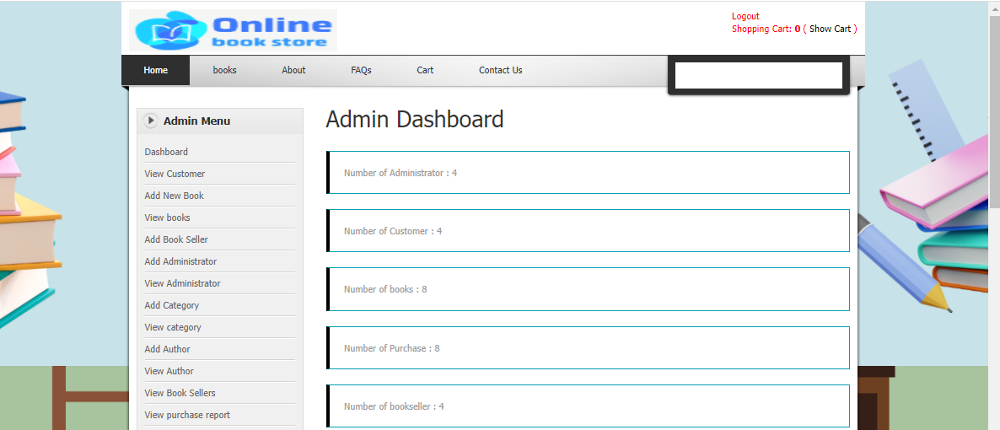 Online
book store
Logout
Shopping Cart: 0 ( Show Cart )
Home
books
About
FAQs
Cart
Contact Us
Admin Menu
Dashboard
View Customer
Add New Book
View books
Add Book Seller
Add Administrator
View Administrator
Add Category
View category
Add Author
View Author
View Book Sellers
View purchase report
Admin Dashboard
Number of Administrator : 4
Number of Customer : 4
Number of books : 8
Number of Purchase : 8
Number of bookseller : 4